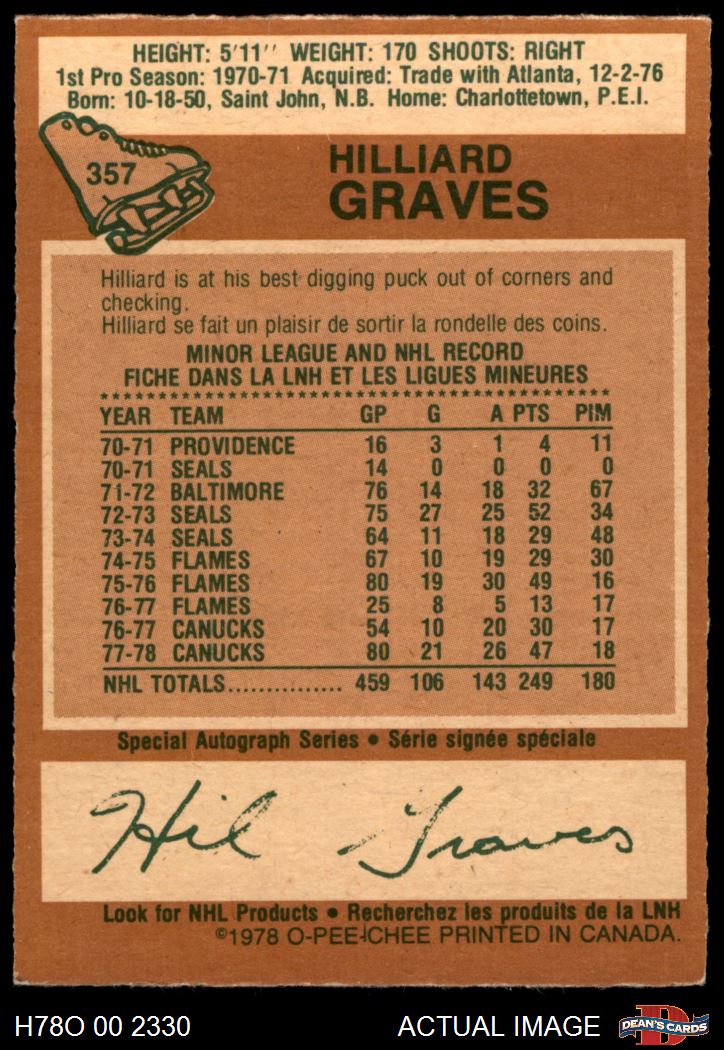 HEIGHT: 5'11'' WEIGHT: 170 SHOOTS: RIGHT
1st Pro Season: 1970-71 Acquired: Trade with Atlanta, 12-2-76
Born: 10-18-50, Saint John, N.B. Home: Charlottetown, P.E.I.
357
HILLIARD
GRAVES
Hilliard is at his best digging puck out of corners and
checking.
Hilliard se fait un plaisir de sortir la rondelle des coins.
MINOR LEAGUE AND NHL RECORD
FICHE DANS LA LNH ET LES LIGUES MINEURES
YEAR TEAM GP G A PTS PIM
70-71 PROVIDENCE 16 3 1 4 11
70-71 SEALS 14 0 0 0 0
71-72 BALTIMORE 76 14 18 32 67
72-73 SEALS 75 27 25 52 34
73-74 SEALS 64 11 18 29 48
74-75 FLAMES 67 10 19 29 30
75-76 FLAMES 80 19 30 49 16
76-77 FLAMES 25 8 5 13 17
76-77 CANUCKS 54 10 20 30 17
77-78 CANUCKS 80 21 26 47 18
NHL TOTALS............... 459 106 143 249 180
Special Autograph Series • Série signée spéciale
Hil Graves
Look for NHL Products • Recherchez les produits de la LNH
©1978 O-PEE-CHEE PRINTED IN CANADA.
H78O 00 2330 ACTUAL IMAGE D DEAN'S CARDS